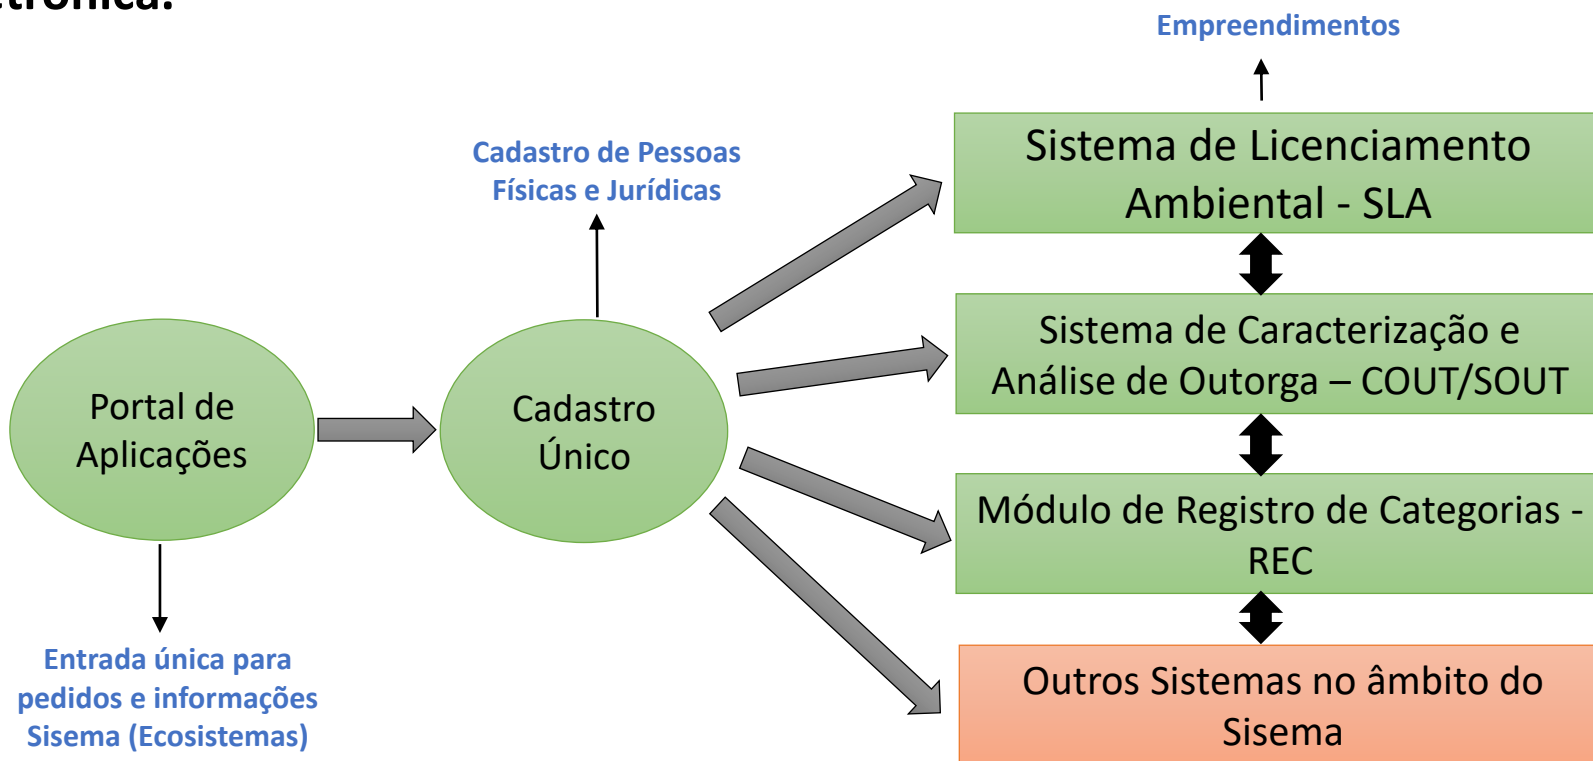 Empreendimentos
Cadastro de Pessoas
Físicas e Jurídicas
Sistema de Licenciamento
Ambiental - SLA
Sistema de Caracterização e
Análise de Outorga – COUT/SOUT
Portal de
Aplicações
Cadastro
Único
Módulo de Registro de Categorias -
REC
Entrada única para
pedidos e informações
Sisema (Ecosistemas)
Outros Sistemas no âmbito do
Sisema